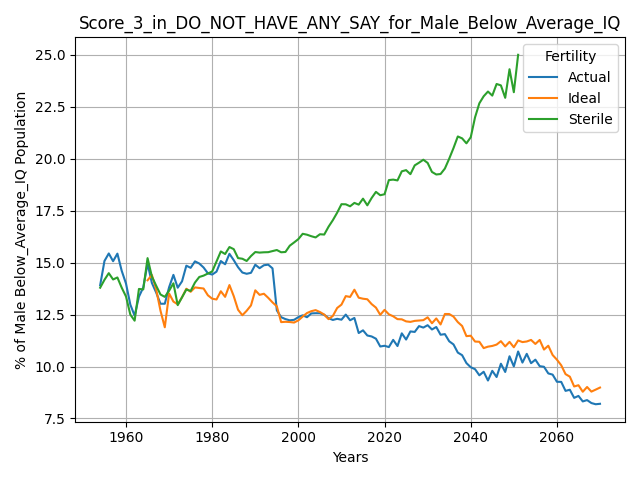 Score_3_in_DO_NOT_HAVE_ANY_SAY_for_Male_Below_Average_IQ
% of Male Below_Average_IQ Population
25.0
22.5
20.0
17.5
15.0
12.5
10.0
7.5
Fertility
Actual
Ideal
Sterile
1960
1980
2000
2020
2040
2060
Years